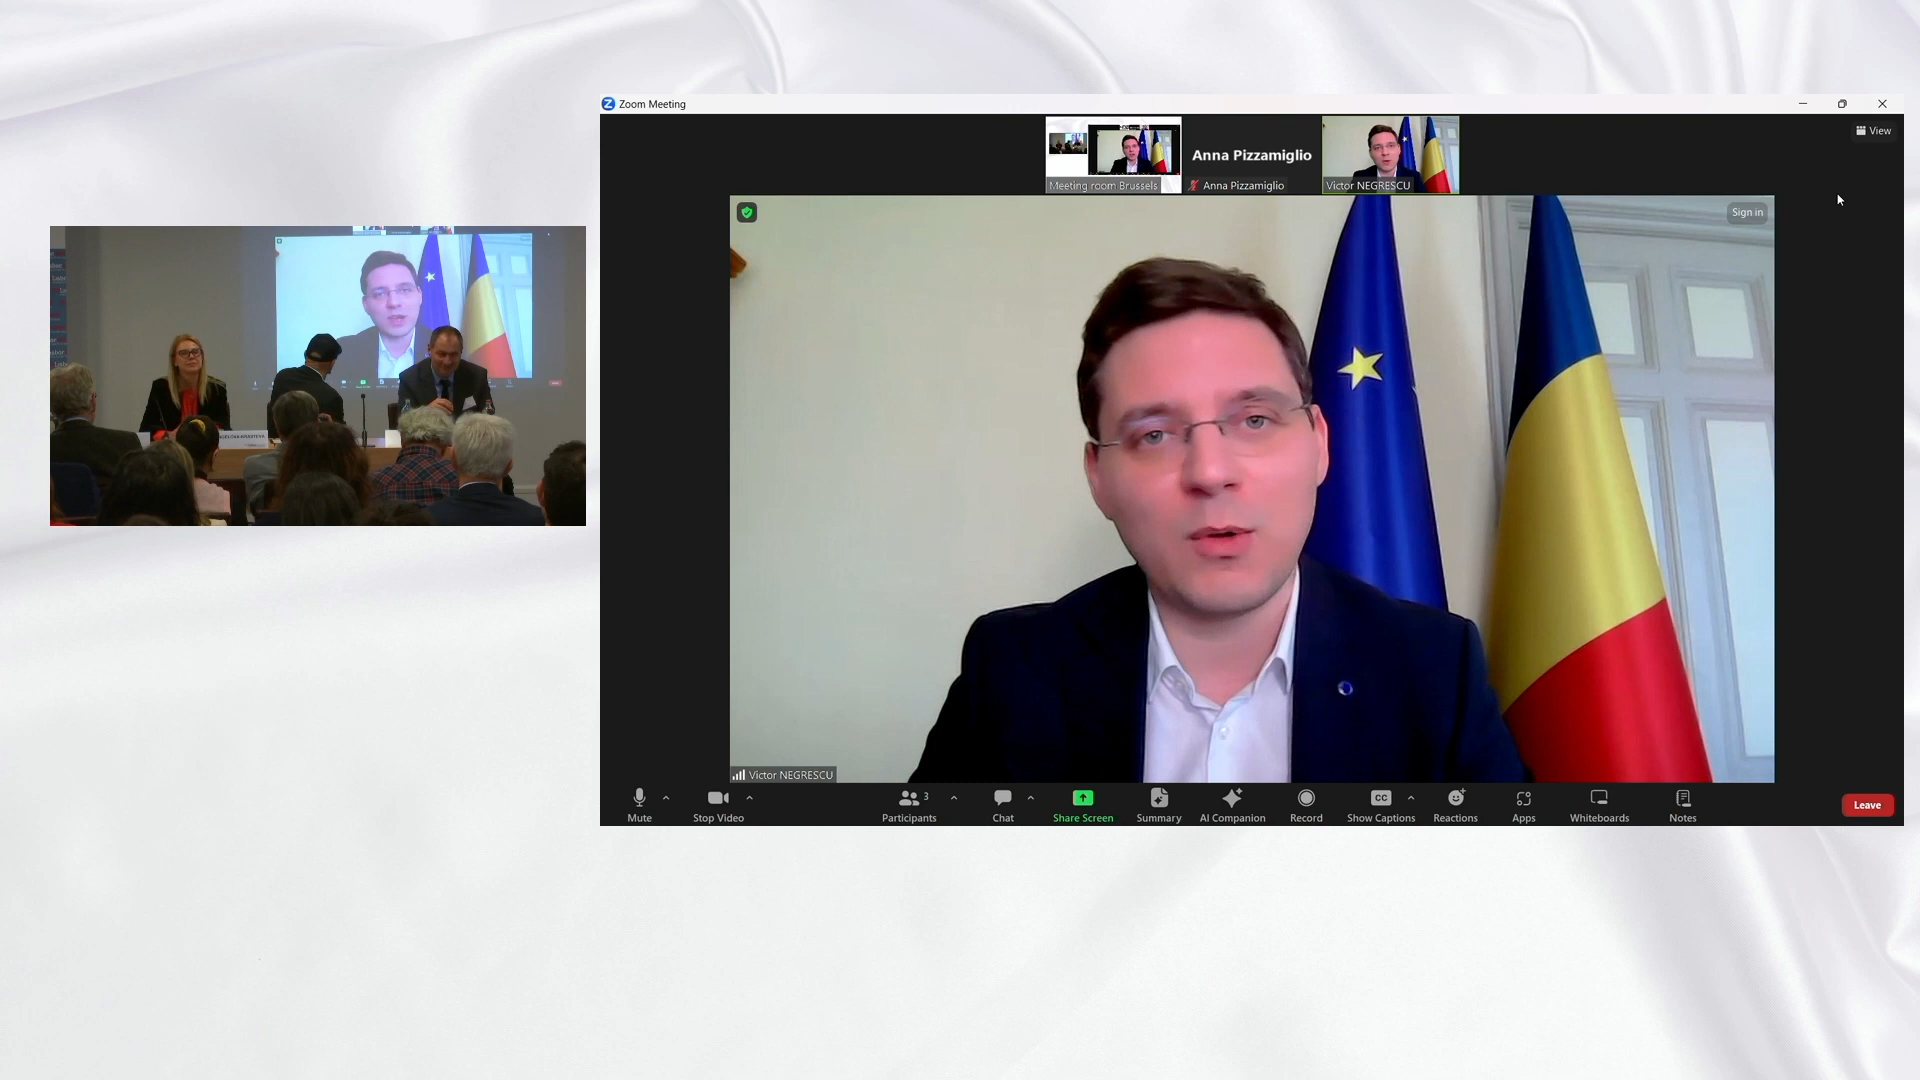 Zoom Meeting
View
Meeting room Brussels
Anna Pizzamiglio
Anna Pizzamiglio
Victor NEGRESCU
Sign in
Victor NEGRESCU
Mute
Stop Video
3
Participants
Chat
Share Screen
Summary
AI Companion
Record
CC
Show Captions
Reactions
Apps
Whiteboards
Notes
Leave